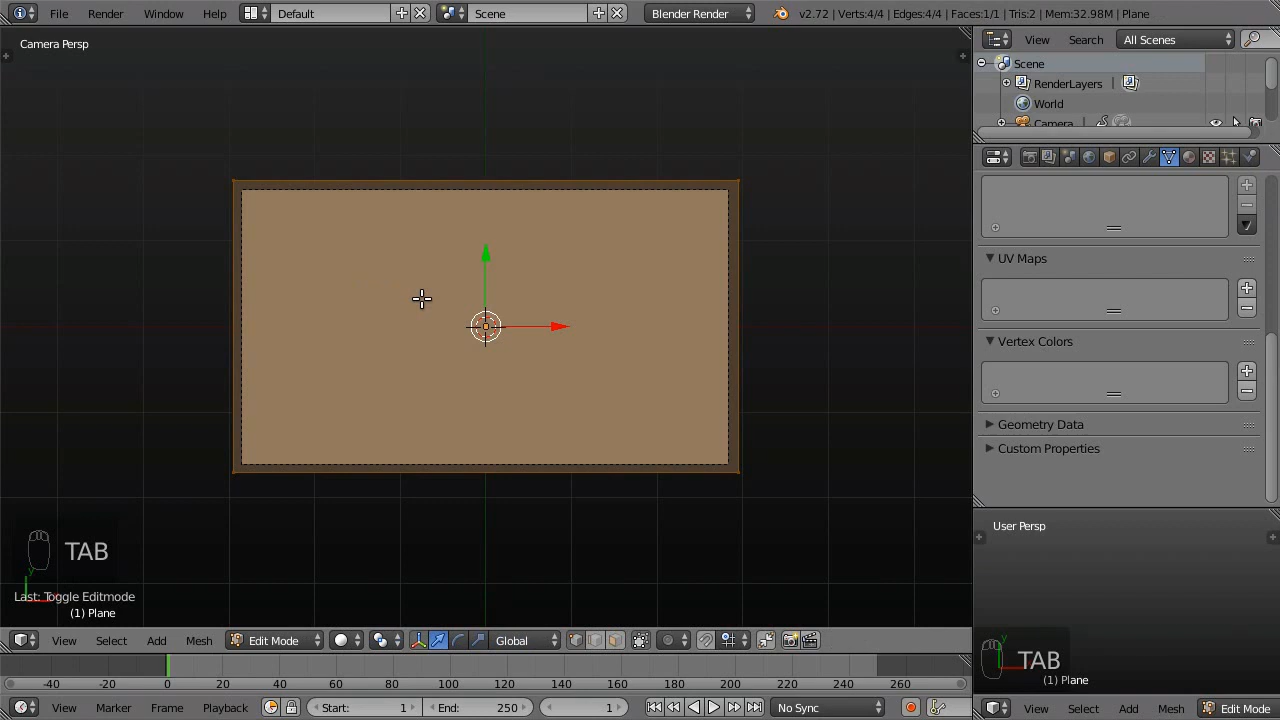 File Render Window Help Default Scene Blender Render v2.72 | Verts:4/4 | Edges:4/4 | Faces:1/1 | Tris:2 | Mem:32.98M | Plane
Camera Persp
View Search All Scenes
Scene
RenderLayers |
World
Camera |
UV Maps
Vertex Colors
Geometry Data
Custom Properties
User Persp
TAB
Last: Toggle Editmode
(1) Plane
TAB
(1) Plane
View Select Add Mesh Edit Mode Global
-40 -20 0 20 40 60 80 100 120 140 160 180 200 220 240 260
View Marker Frame Playback Start: 1 End: 250 1 No Sync
View Select Add Mesh Edit Mode
y
x